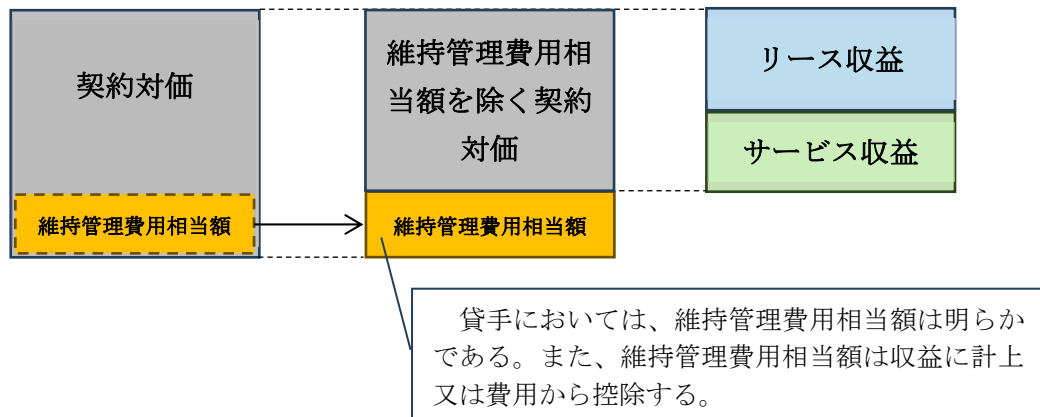 契約対価
維持管理費用相当額
維持管理費用相
当額を除く契約
対価
維持管理費用相当額
リース収益
サービス収益
　貸手においては、維持管理費用相当額は明らか
である。また、維持管理費用相当額は収益に計上
又は費用から控除する。